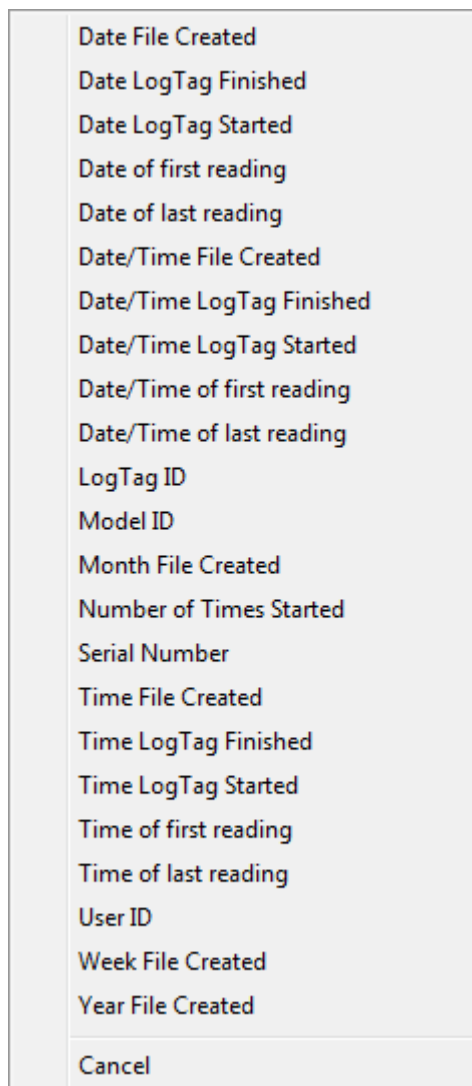 Date File Created
Date LogTag Finished
Date LogTag Started
Date of first reading
Date of last reading
Date/Time File Created
Date/Time LogTag Finished
Date/Time LogTag Started
Date/Time of first reading
Date/Time of last reading
LogTag ID
Model ID
Month File Created
Number of Times Started
Serial Number
Time File Created
Time LogTag Finished
Time LogTag Started
Time of first reading
Time of last reading
User ID
Week File Created
Year File Created
Cancel